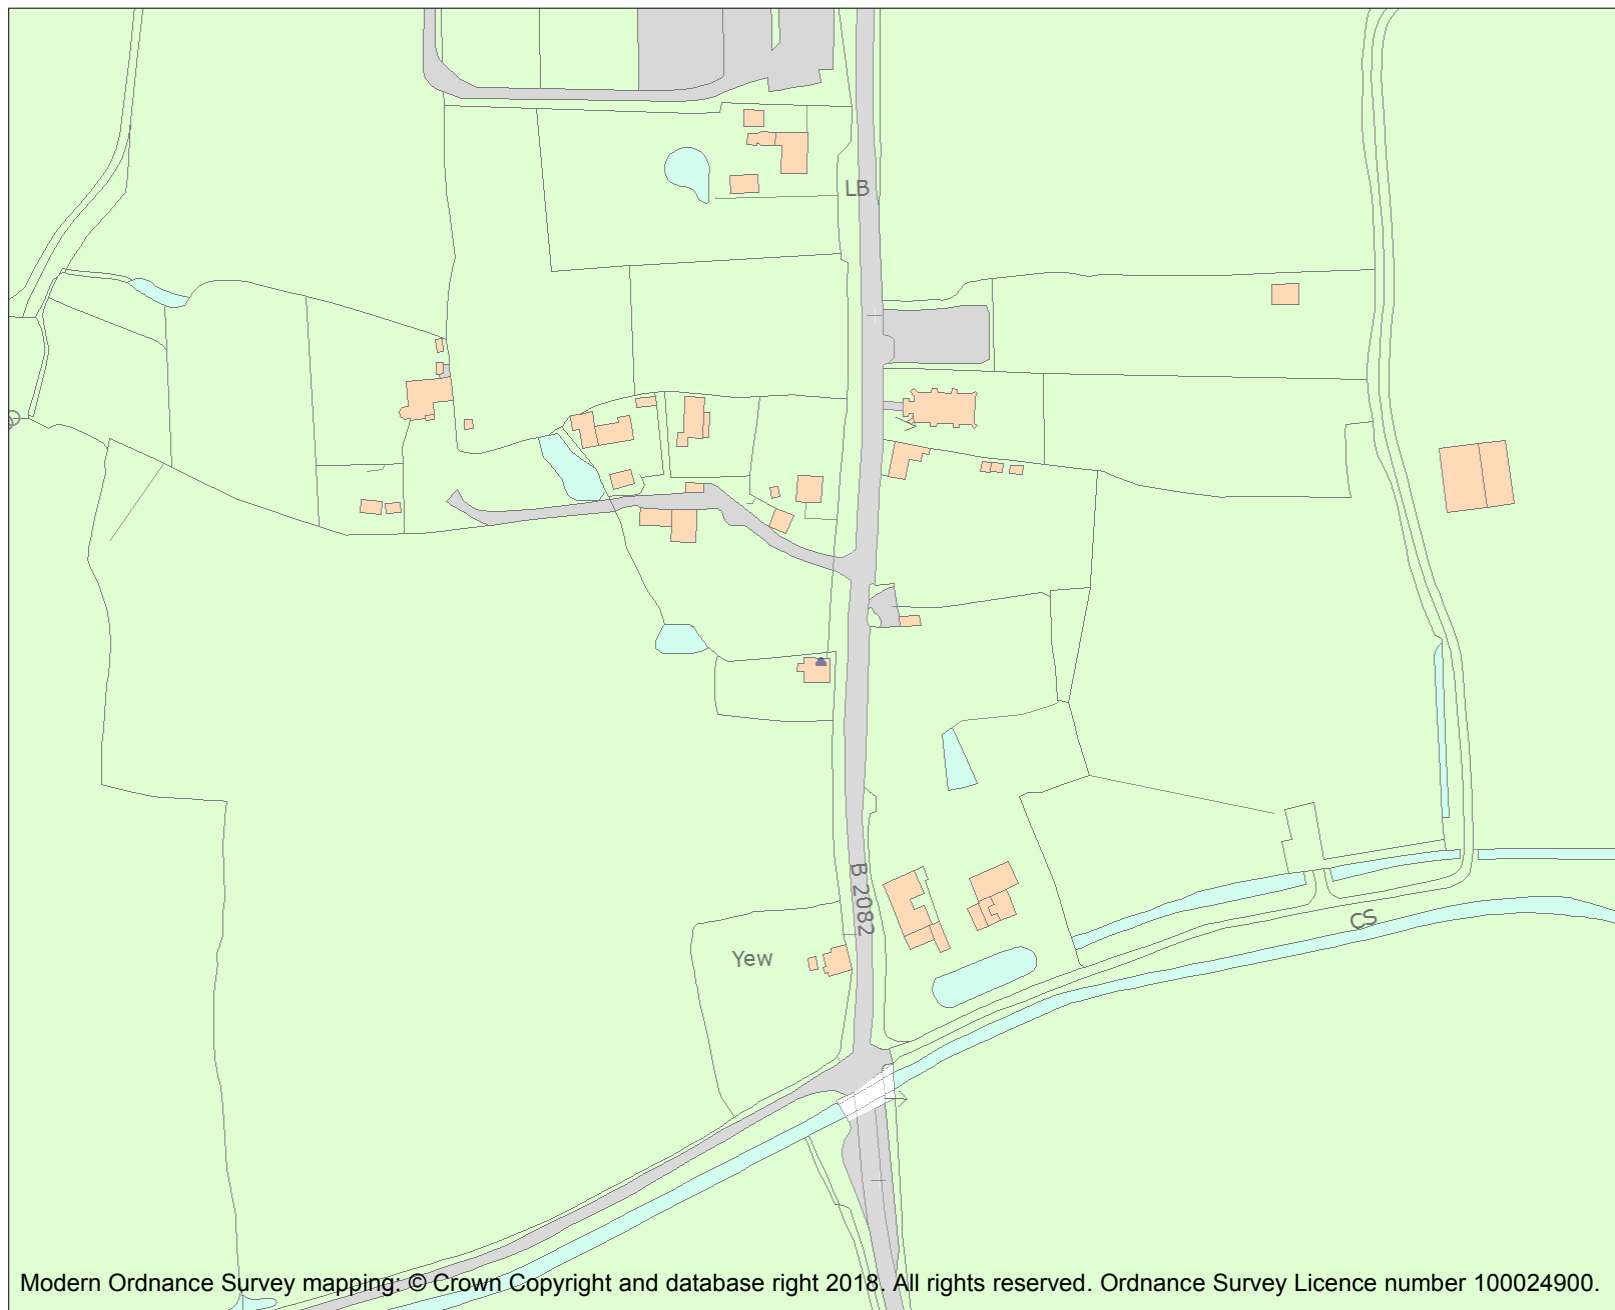 LB
B 2082
CS
Yew
Modern Ordnance Survey mapping: © Crown Copyright and database right 2018. All rights reserved. Ordnance Survey Licence number 100024900.